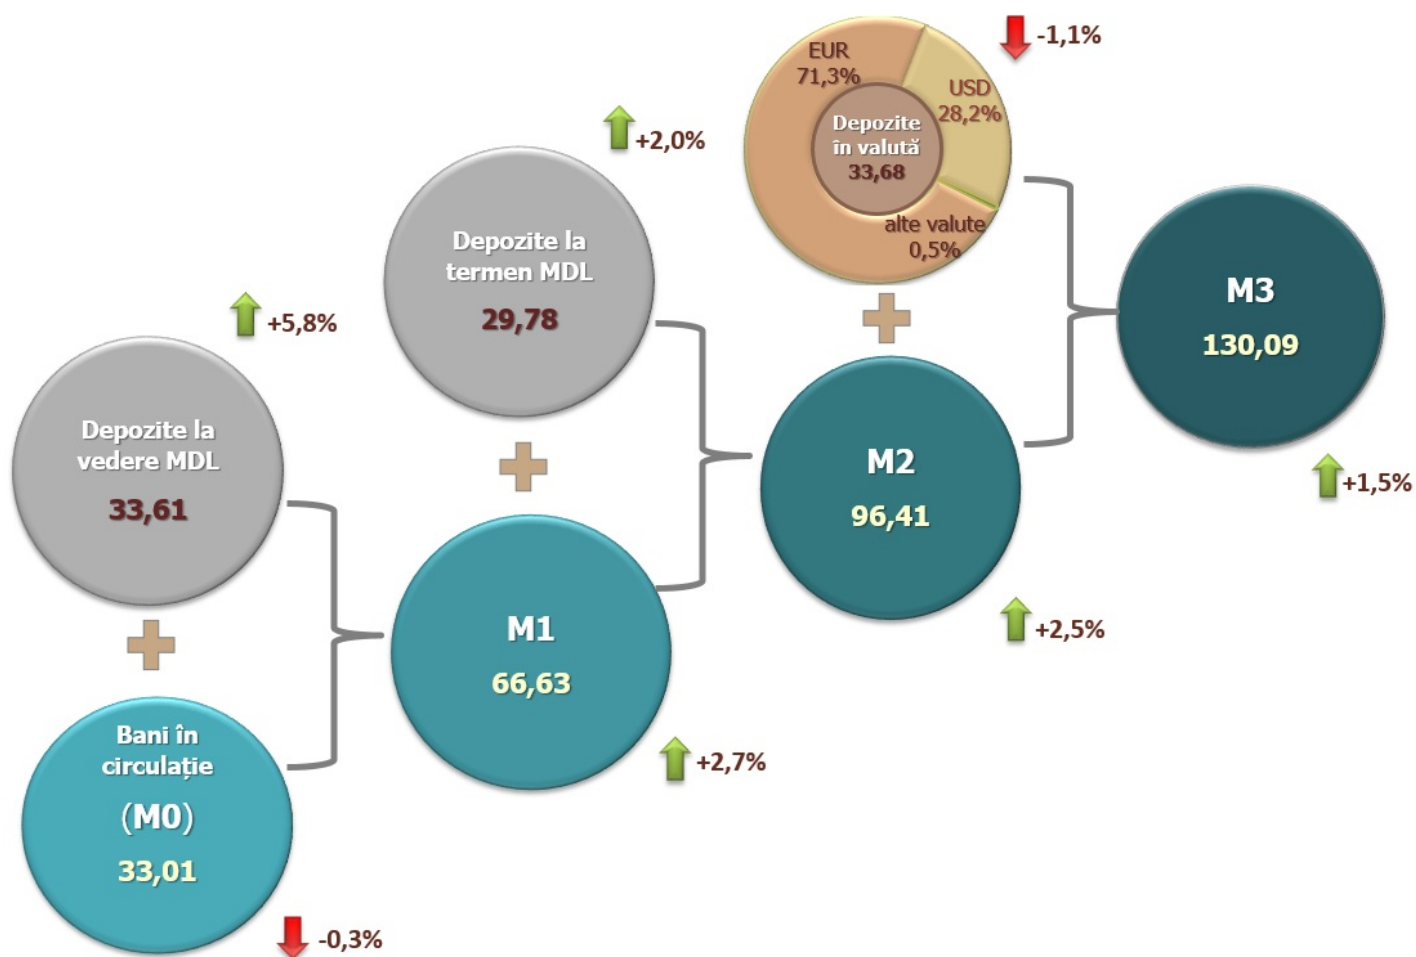 Depozite la
vedere MDL
33,61
+5,8%
Bani în
circulație
(M0)
33,01
-0,3%
Depozite la
termen MDL
29,78
+2,0%
M1
66,63
+2,7%
EUR
71,3%
USD
28,2%
alte valute
0,5%
Depozite
în valută
33,68
-1,1%
M2
96,41
+2,5%
M3
130,09
+1,5%